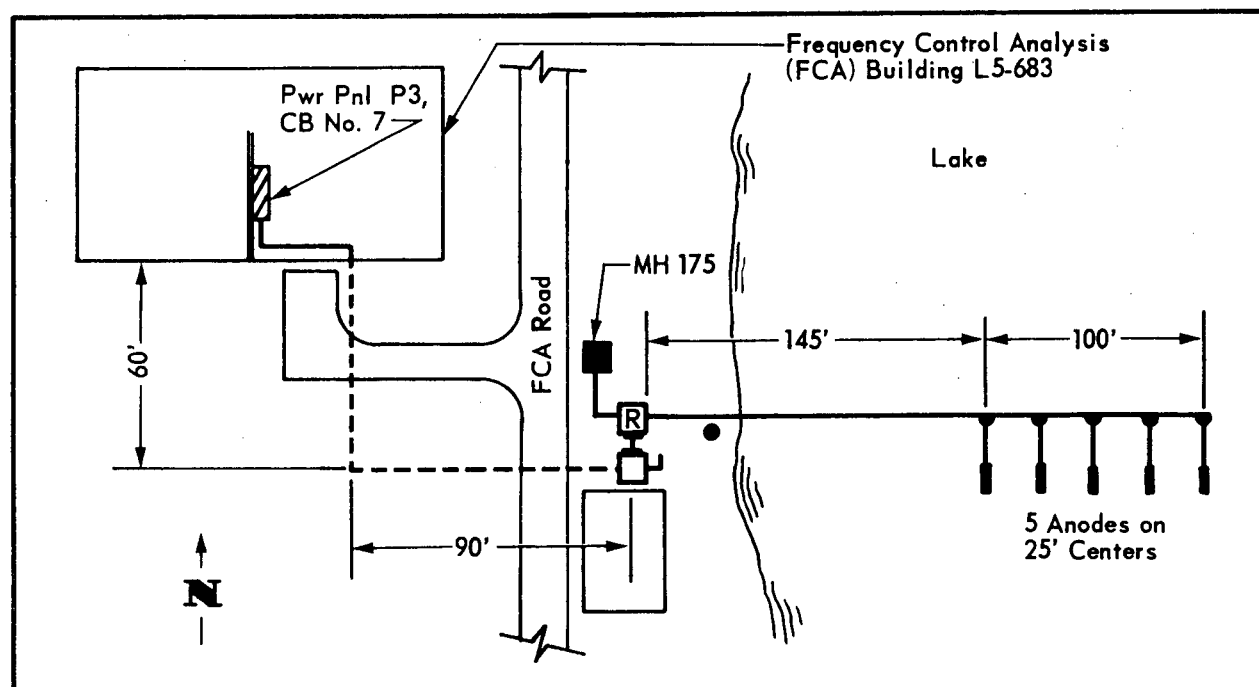 Frequency Control Analysis
(FCA) Building L5-683
Pwr Pnl P3,
CB No. 7
Lake
MH 175
FCA Road
60'
145'
100'
R
90'
5 Anodes on
25' Centers
N